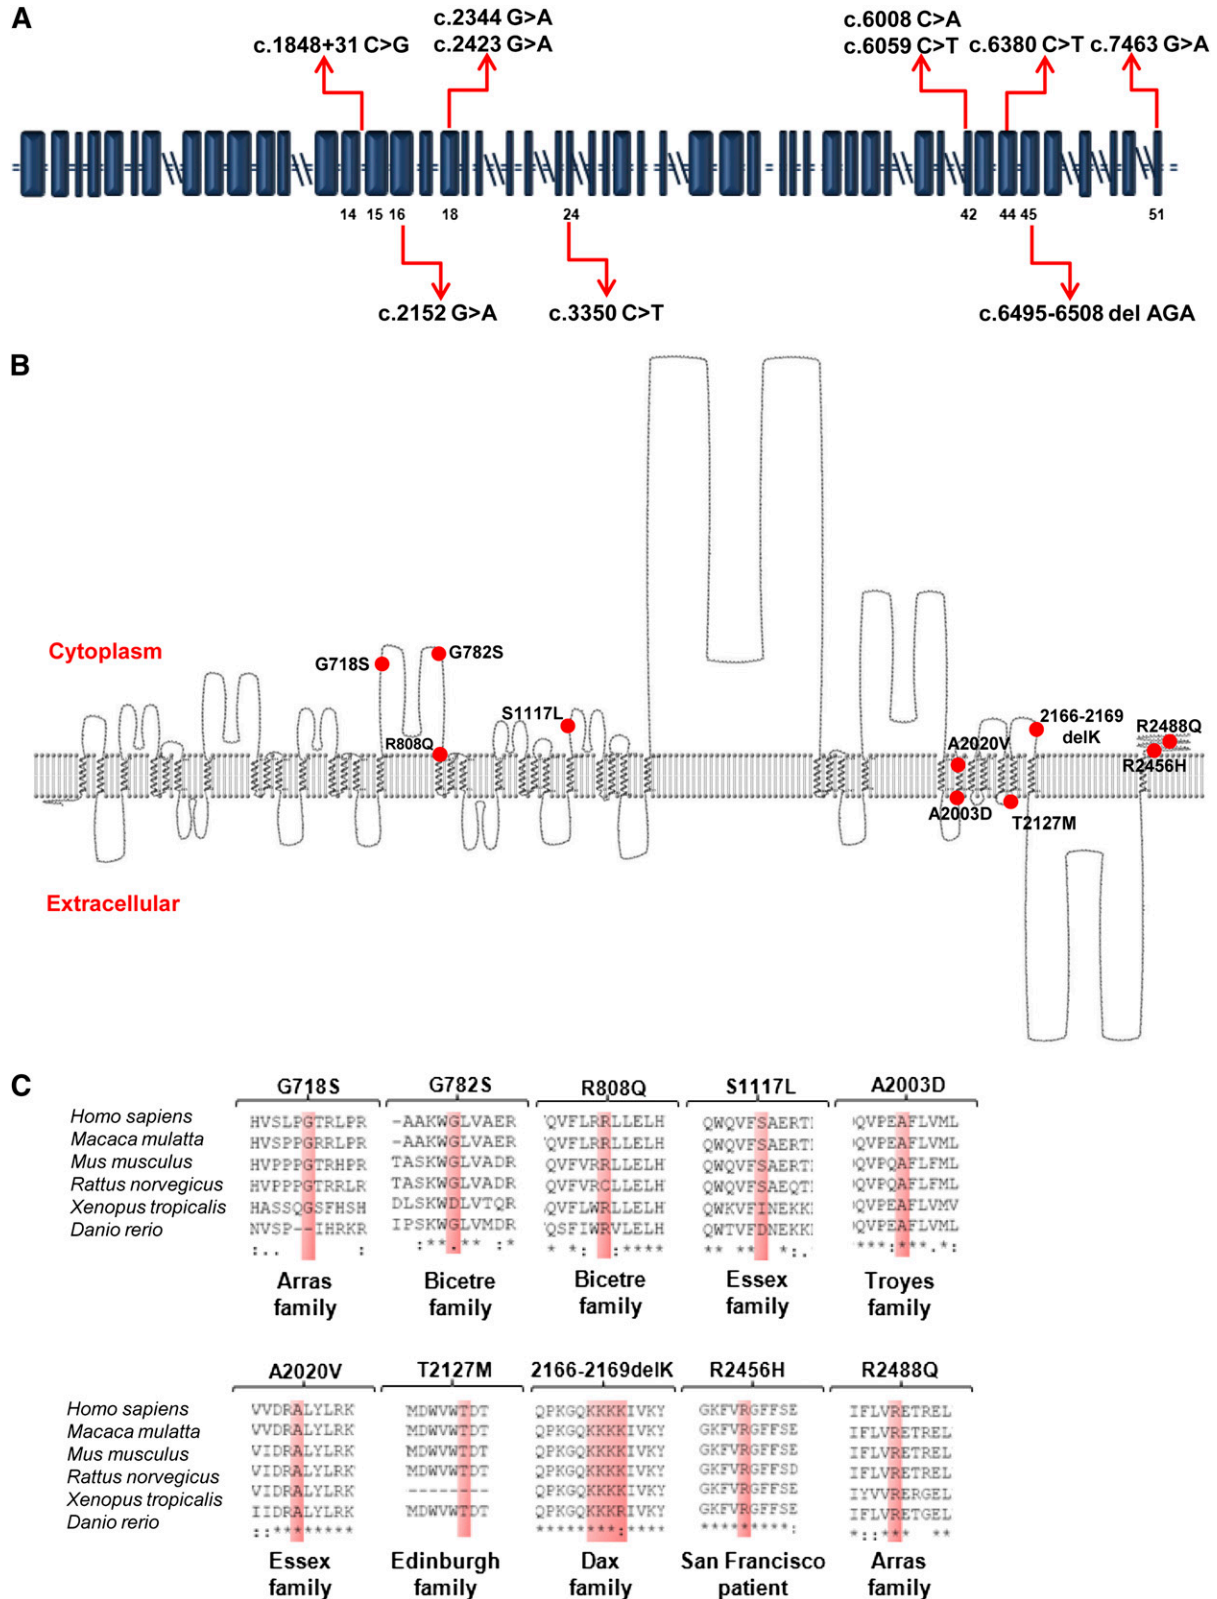 A
c.2344 G>A
c.6008 C>A
c.1848+31 C>G
c.2423 G>A
c.6059 C>T
c.6380 C>T
c.7463 G>A
14 15 16 18 24 42 44 45 51
c.2152 G>A
c.3350 C>T
c.6495-6508 del AGA
B
Cytoplasm
G718S
G782S
S1117L
R808Q
A2020V
2166-2169
delK
R2488Q
R2456H
A2003D
T2127M
Extracellular
C
G718S G782S R808Q S1117L A2003D
Homo sapiens HVSLPGTRLPR -AAKWGLVAER QVFLRRLLELH QWQVFSAERT QVPEAFLVML
Macaca mulatta HVSPPGRRLPR -AAKWGLVAER QVFLRRLLELH QWQVFSAERT QVPEAFLVML
Mus musculus HVPPPGTRHPR TASKWGLVADR QVFVRRLLELH QWQVFSAERT QVPQAFLFML
Rattus norvegicus HVPPPGTRRLR TASKWGLVADR QVFVRCLLELH QWQVFSAEQT QVPQAFLFML
Xenopus tropicalis HASSQGSFHSH DLSKWDLVTQR QVFLWRLLELH QWKVFINEKK QVPEAFLVMV
Danio rerio NVSP--IHRKR IPSKWGLVMDR QSFIWRVLELH QWTVFDNEKK QVPEAFLVML
Arras Bicetre Bicetre Essex Troyes
family family family family family
A2020V T2127M 2166-2169delK R2456H R2488Q
Homo sapiens VVDRALYLRK MDWVWTDT QPKGQKKKKIVKY GKFVRGFFSE IFLVRETREL
Macaca mulatta VVDRALYLRK MDWVWTDT QPKGQKKKKIVKY GKFVRGFFSE IFLVRETREL
Mus musculus VIDRALYLRK MDWVWTDT QPKGQKKKKIVKY GKFVRGFFSE IFLVRETREL
Rattus norvegicus VIDRALYLRK MDWVWTDT QPKGQKKKKIVKY GKFVRGFFSD IFLVRETREL
Xenopus tropicalis VIDRALYLRK -------- QPKGQKKKKIVKY GKFVRGFFSE IYVVRERGEL
Danio rerio IIDRALYLRK MDWVWTDT QPKGQKKKRIVKY GKFVRGFFSE IFLVRETGEL
Essex Edinburgh Dax San Francisco Arras
family family family patient family